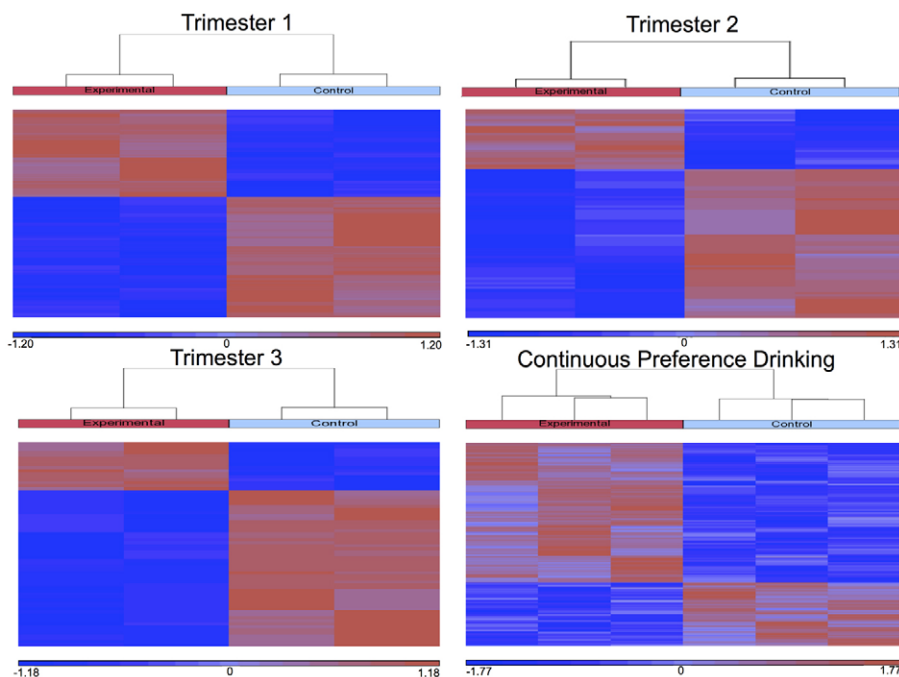 Trimester 1
Experimental Control
-1.20 0 1.20
Trimester 2
Experimental Control
-1.31 0 1.31
Trimester 3
Experimental Control
-1.18 0 1.18
Continuous Preference Drinking
Experimental Control
-1.77 0 1.77